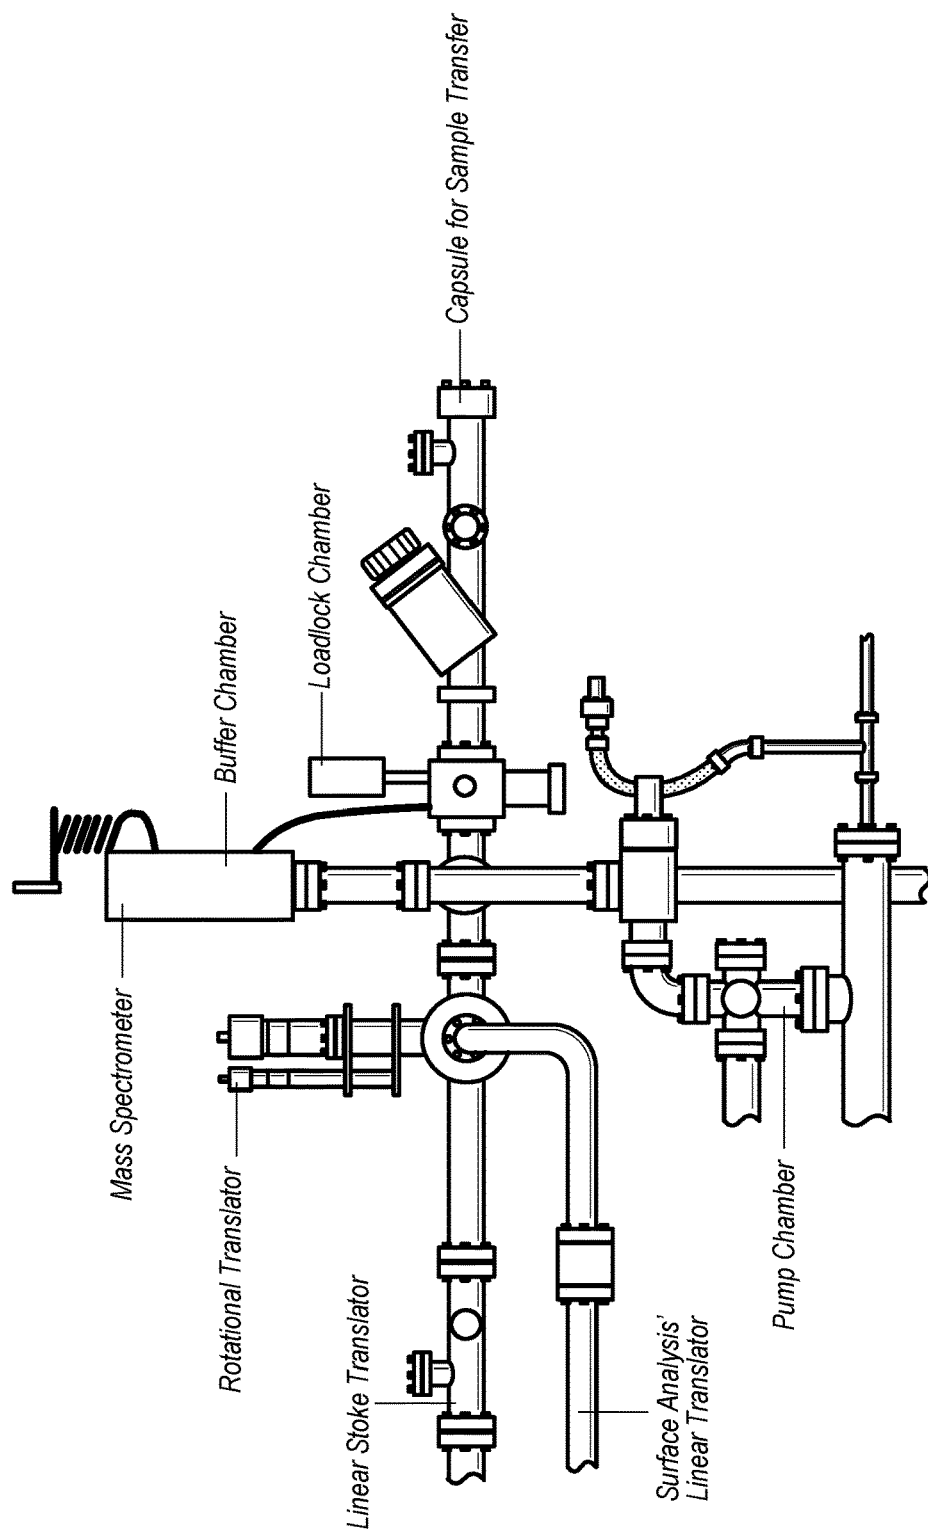 Mass Spectrometer
Buffer Chamber
Rotational Translator
Loadlock Chamber
Linear Stoke Translator
Capsule for Sample Transfer
Surface Analysis'
Linear Translator
Pump Chamber